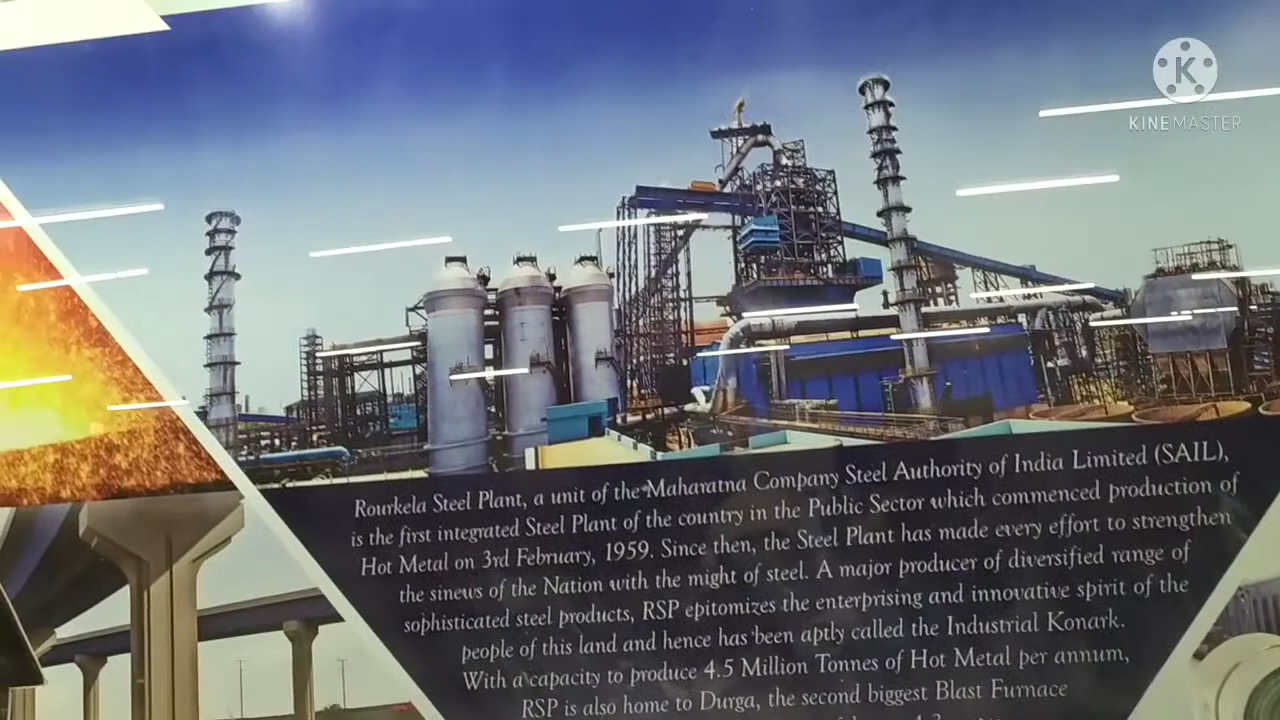 K
KINEMASTER
Rourkela Steel Plant, a unit of the Maharatna Company Steel Authority of India Limited (SAIL),
is the first integrated Steel Plant of the country in the Public Sector which commenced production of
Hot Metal on 3rd February, 1959. Since then, the Steel Plant has made every effort to strengthen
the sinews of the Nation with the might of steel. A major producer of diversified range of
sophisticated steel products, RSP epitomizes the enterprising and innovative spirit of the
people of this land and hence has been aptly called the Industrial Konark.
With a capacity to produce 4.5 Million Tonnes of Hot Metal per annum,
RSP is also home to Durga, the second biggest Blast Furnace